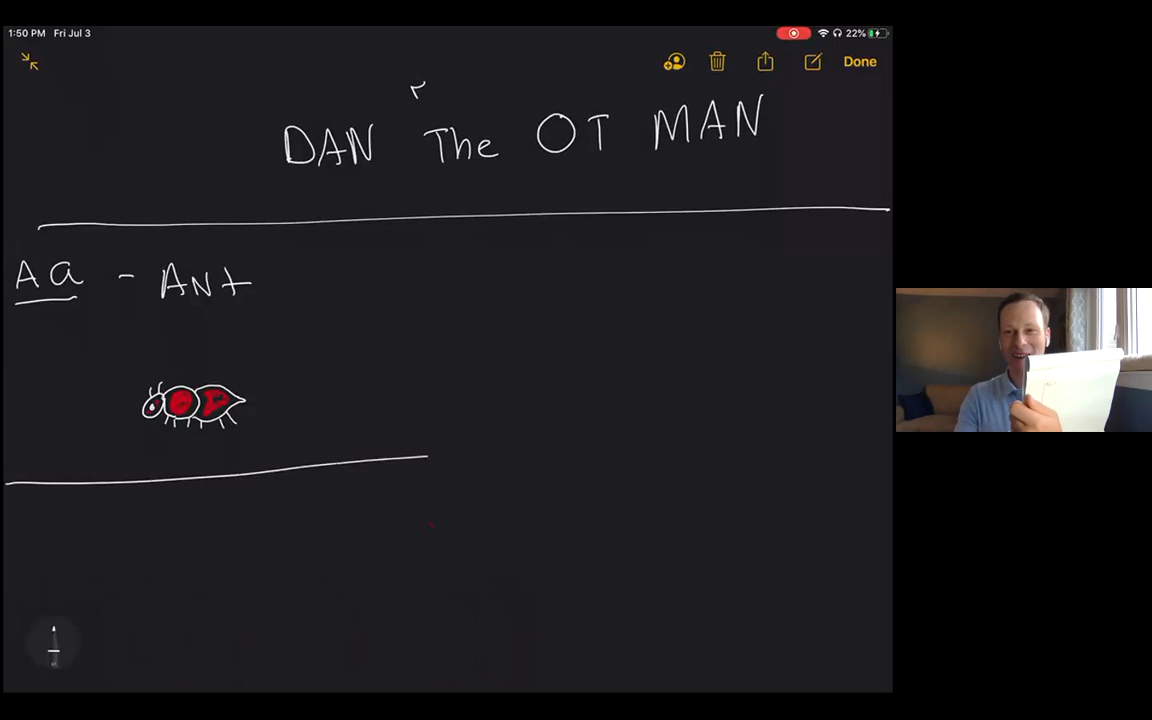 1:50 PM Fri Jul 3
22%
Done
DAN The OT MAN
Aa - Ant